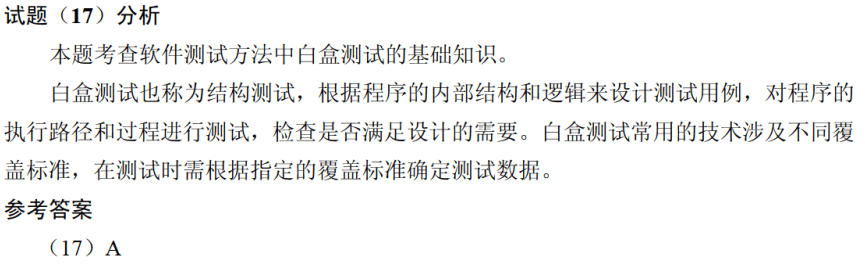 试题（17）分析
本题考查软件测试方法中白盒测试的基础知识。
白盒测试也称为结构测试，根据程序的内部结构和逻辑来设计测试用例，对程序的
执行路径和过程进行测试，检查是否满足设计的需要。白盒测试常用的技术涉及不同覆
盖标准，在测试时需根据指定的覆盖标准确定测试数据。
参考答案
（17）A